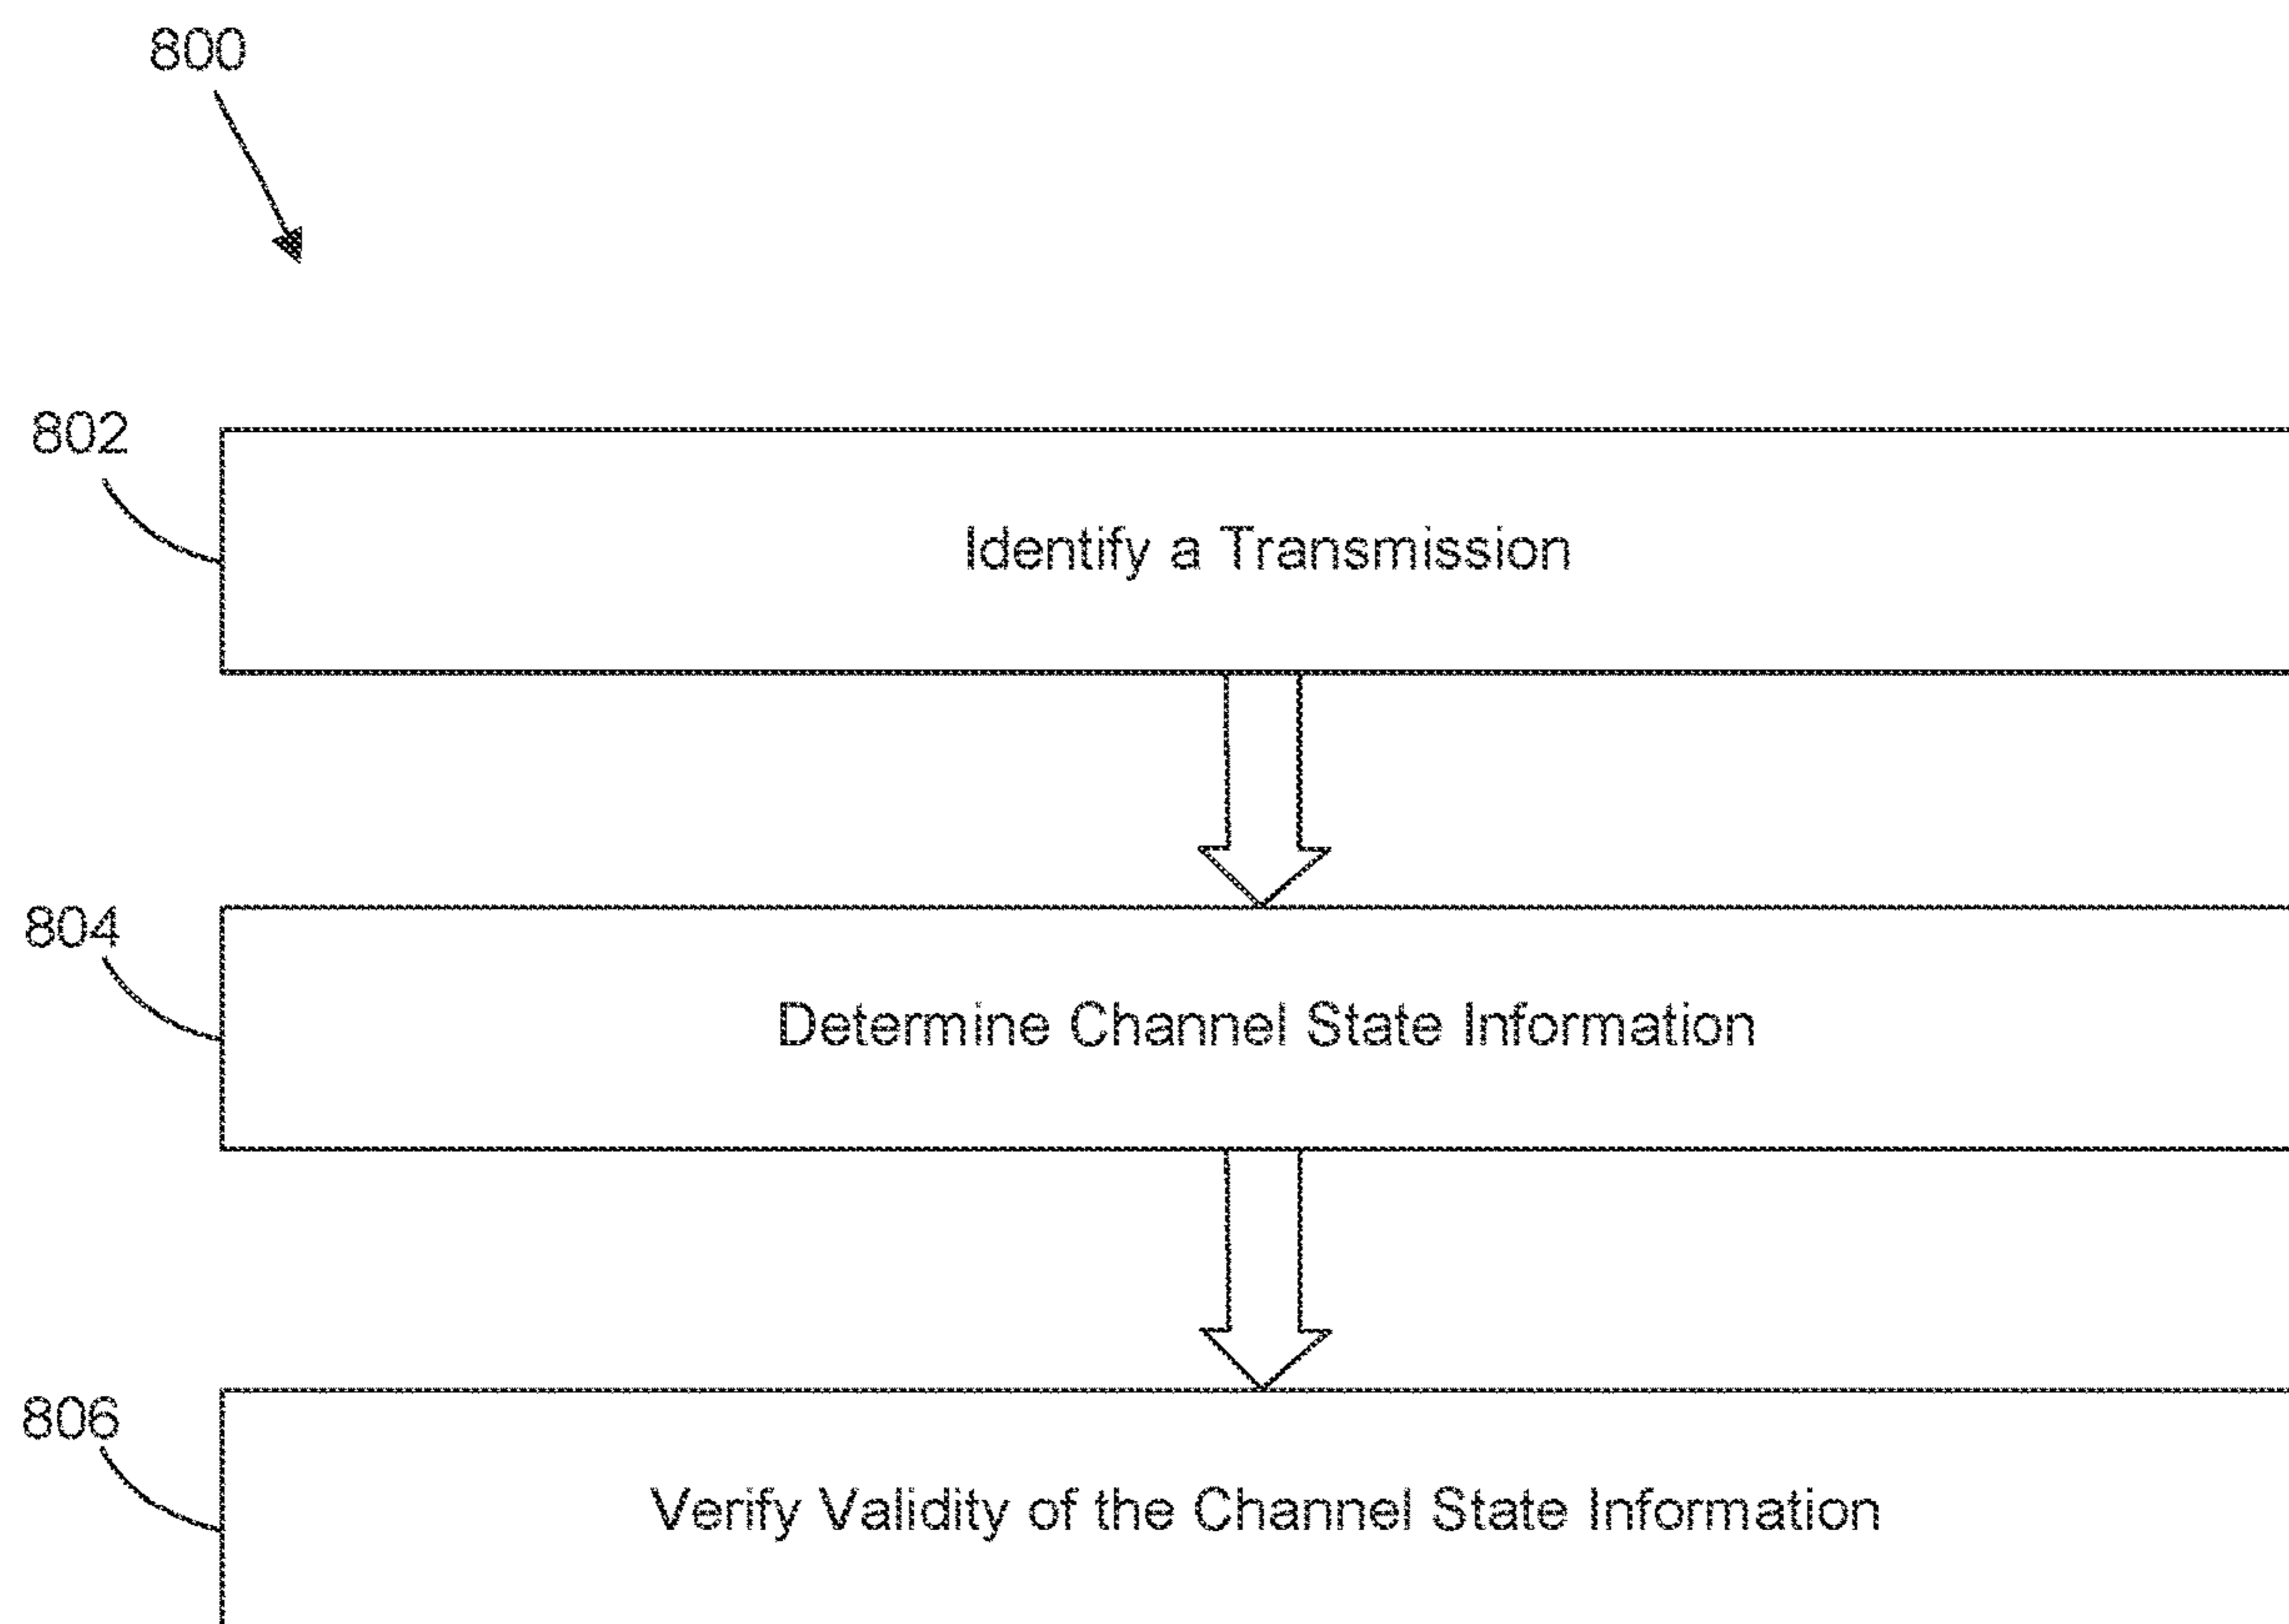 800
802
Identify a Transmission
804
Determine Channel State Information
806
Verify Validity of the Channel State Information